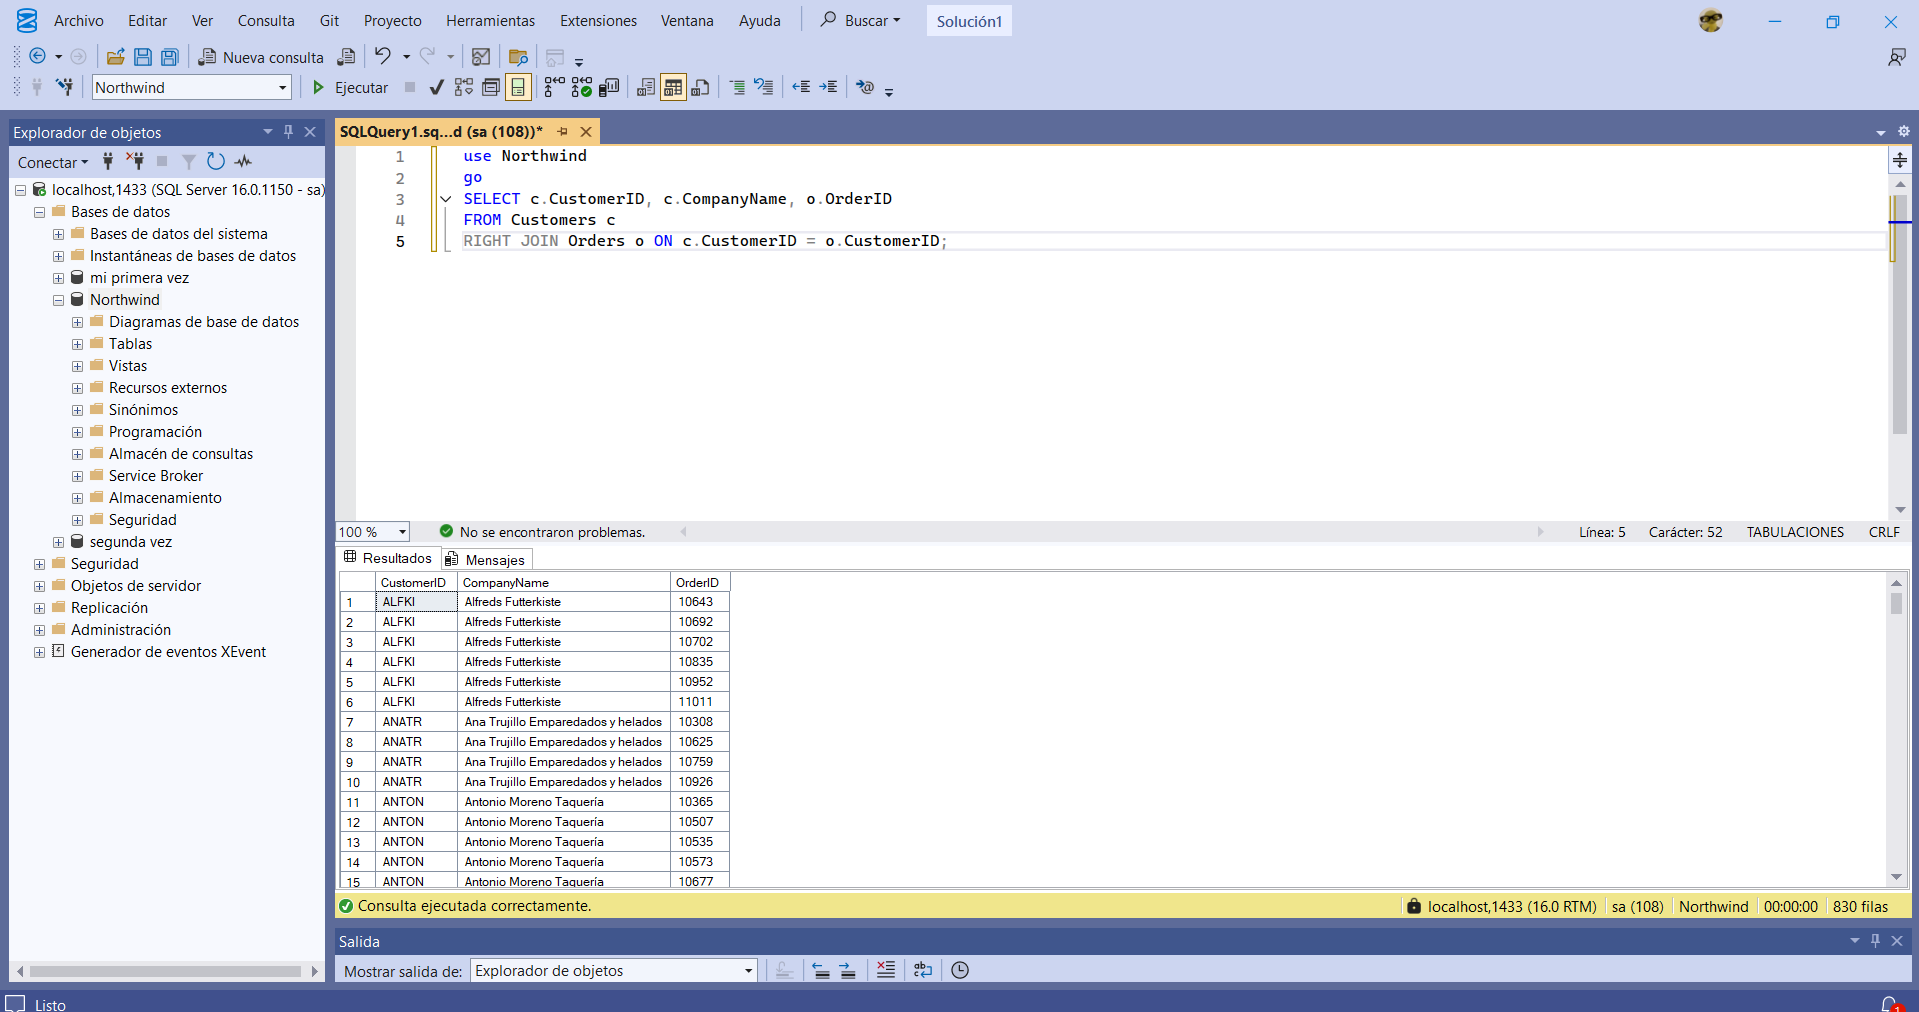 Archivo Editar Ver Consulta Git Proyecto Herramientas Extensiones Ventana Ayuda Buscar Solución1
Nueva consulta
Northwind Ejecutar
Explorador de objetos
Conectar
localhost,1433 (SQL Server 16.0.1150 - sa)
Bases de datos
Bases de datos del sistema
Instantáneas de bases de datos
mi primera vez
Northwind
Diagramas de base de datos
Tablas
Vistas
Recursos externos
Sinónimos
Programación
Almacén de consultas
Service Broker
Almacenamiento
Seguridad
segunda vez
Seguridad
Objetos de servidor
Replicación
Administración
Generador de eventos XEvent
SQLQuery1.sq...d (sa (108))*
1 use Northwind
2 go
3 SELECT c.CustomerID, c.CompanyName, o.OrderID
4 FROM Customers c
5 RIGHT JOIN Orders o ON c.CustomerID = o.CustomerID;
100 % No se encontraron problemas. Línea: 5 Carácter: 52 TABULACIONES CRLF
Resultados Mensajes
CustomerID CompanyName OrderID
1 ALFKI Alfreds Futterkiste 10643
2 ALFKI Alfreds Futterkiste 10692
3 ALFKI Alfreds Futterkiste 10702
4 ALFKI Alfreds Futterkiste 10835
5 ALFKI Alfreds Futterkiste 10952
6 ALFKI Alfreds Futterkiste 11011
7 ANATR Ana Trujillo Emparedados y helados 10308
8 ANATR Ana Trujillo Emparedados y helados 10625
9 ANATR Ana Trujillo Emparedados y helados 10759
10 ANATR Ana Trujillo Emparedados y helados 10926
11 ANTON Antonio Moreno Taquería 10365
12 ANTON Antonio Moreno Taquería 10507
13 ANTON Antonio Moreno Taquería 10535
14 ANTON Antonio Moreno Taquería 10573
15 ANTON Antonio Moreno Taquería 10677
Consulta ejecutada correctamente. localhost,1433 (16.0 RTM) sa (108) Northwind 00:00:00 830 filas
Salida
Mostrar salida de: Explorador de objetos
Listo 1